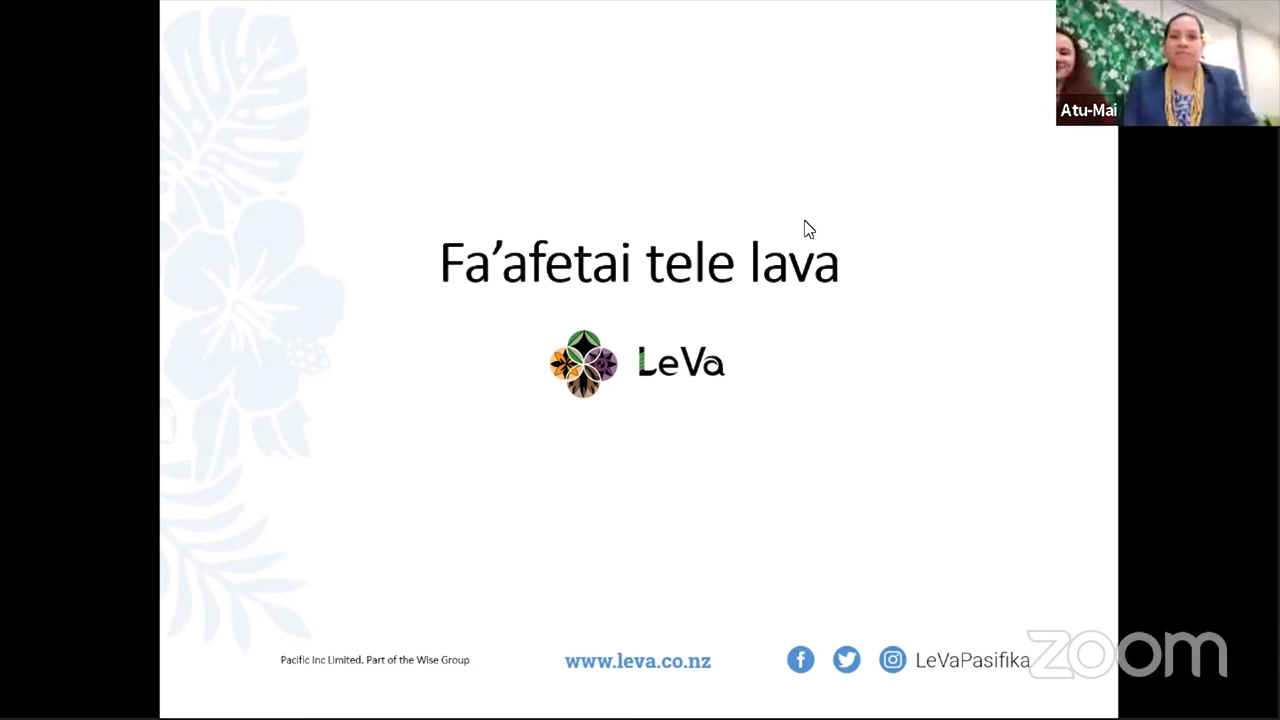 Atu-Mai
Fa’afetai tele lava
LeVa
Pacific Inc Limited. Part of the Wise Group
www.leva.co.nz
LeVaPasifika
zoom